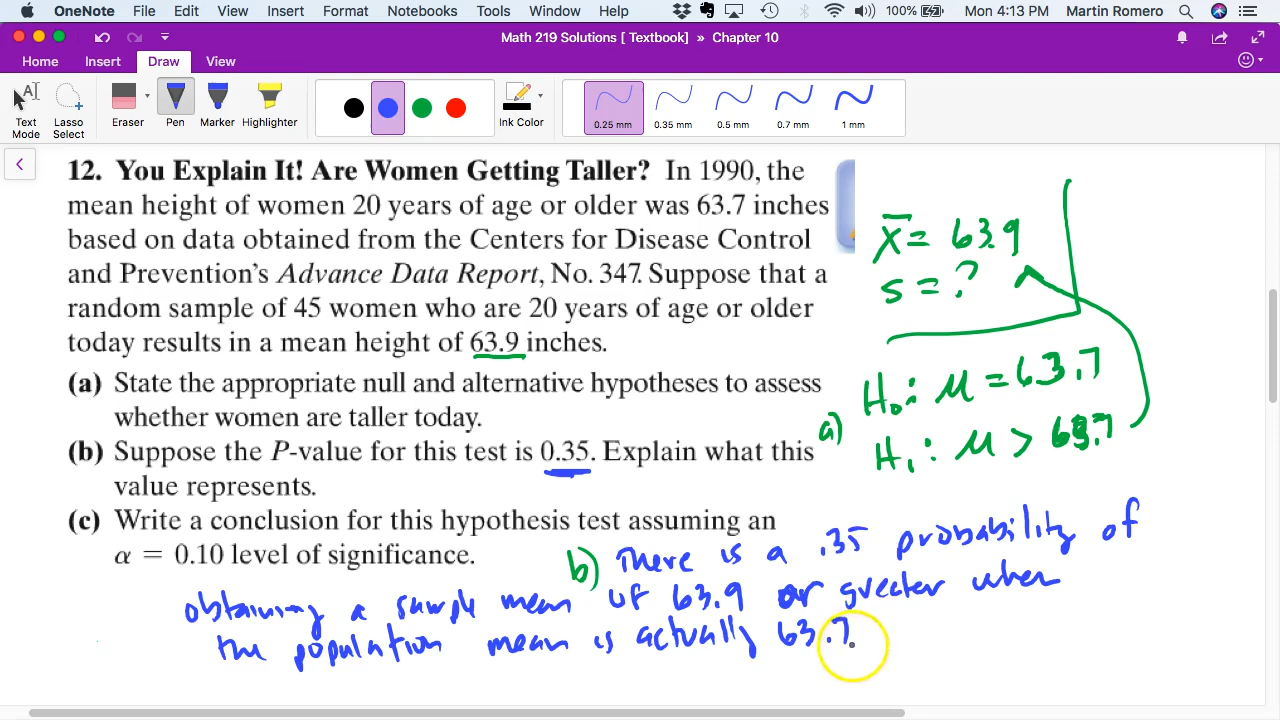 OneNote File Edit View Insert Format Notebooks Tools Window Help 100% Mon 4:13 PM Martin Romero
Math 219 Solutions [ Textbook] » Chapter 10
Home Insert Draw View
Text Mode
Lasso Select
Eraser
Pen
Marker
Highlighter
Ink Color
0.25 mm 0.35 mm 0.5 mm 0.7 mm 1 mm
12. You Explain It! Are Women Getting Taller? In 1990, the
mean height of women 20 years of age or older was 63.7 inches
based on data obtained from the Centers for Disease Control
and Prevention's Advance Data Report, No. 347. Suppose that a
random sample of 45 women who are 20 years of age or older
today results in a mean height of 63.9 inches.
(a) State the appropriate null and alternative hypotheses to assess
whether women are taller today.
(b) Suppose the P-value for this test is 0.35. Explain what this
value represents.
(c) Write a conclusion for this hypothesis test assuming an
α = 0.10 level of significance.
x̄ = 63.9
s = ?
a) H₀: μ = 63.7
H₁: μ > 63.7
b) There is a .35 probability of
obtaining a sample mean of 63.9 or greater when
the population mean is actually 63.7.